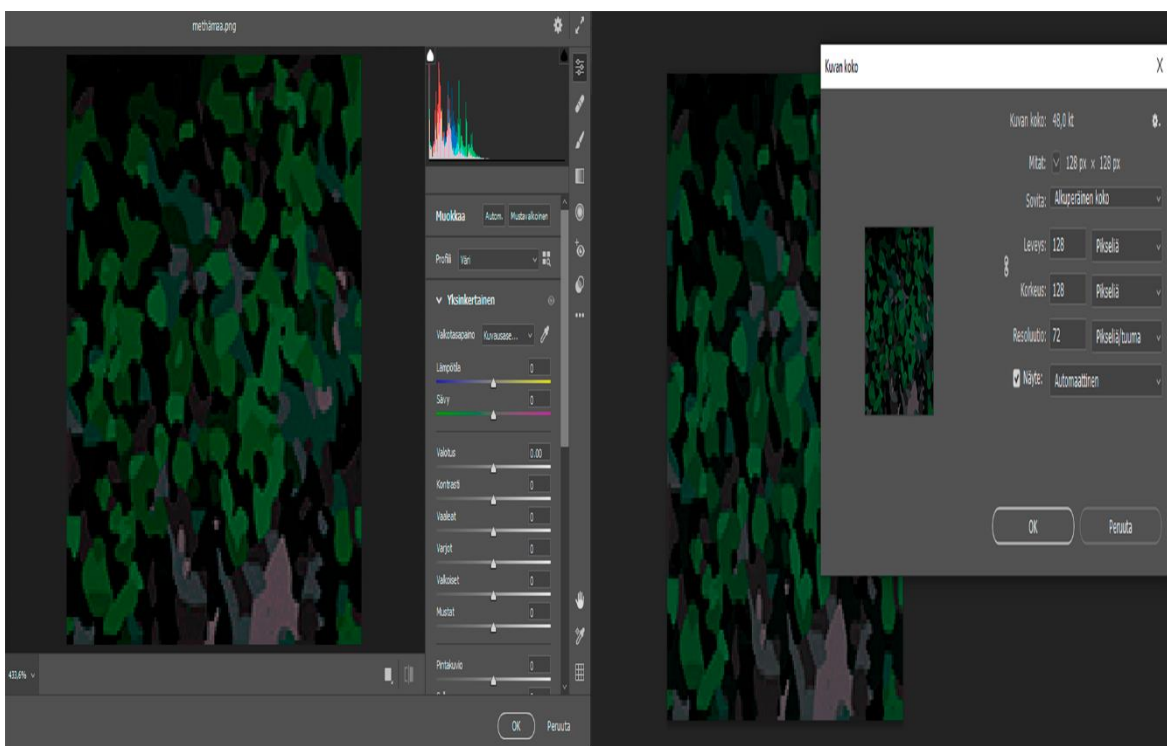 methämaa.png
Muokkaa Autom. Mustavalkoinen
Profiili Väri
Yksinkertainen
Valkotasapaino Kuvausase...
Lämpötila 0
Sävy 0
Valotus 0.00
Kontrasti 0
Vaaleat 0
Varjot 0
Valkoiset 0
Mustat 0
Pintakuvio 0
433,6%
OK Peruuta
Kuvan koko X
Kuvan koko: 48,0 kt
Mitat: 128 px x 128 px
Sovita: Alkuperäinen koko
Leveys: 128 Pikseliä
Korkeus: 128 Pikseliä
Resoluutio: 72 Pikseliä/tuuma
Näyte: Automaattinen
OK Peruuta